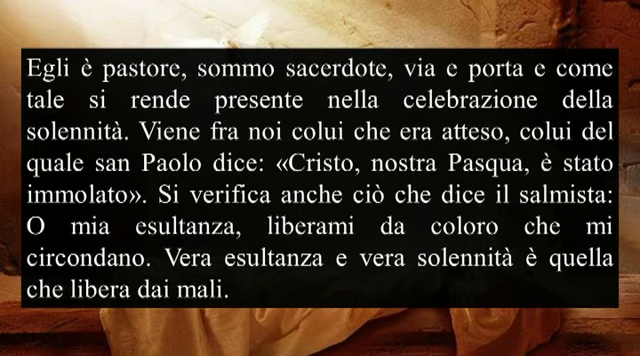 Egli è pastore, sommo sacerdote, via e porta e come
tale si rende presente nella celebrazione della
solennità. Viene fra noi colui che era atteso, colui del
quale san Paolo dice: «Cristo, nostra Pasqua, è stato
immolato». Si verifica anche ciò che dice il salmista:
O mia esultanza, liberami da coloro che mi
circondano. Vera esultanza e vera solennità è quella
che libera dai mali.